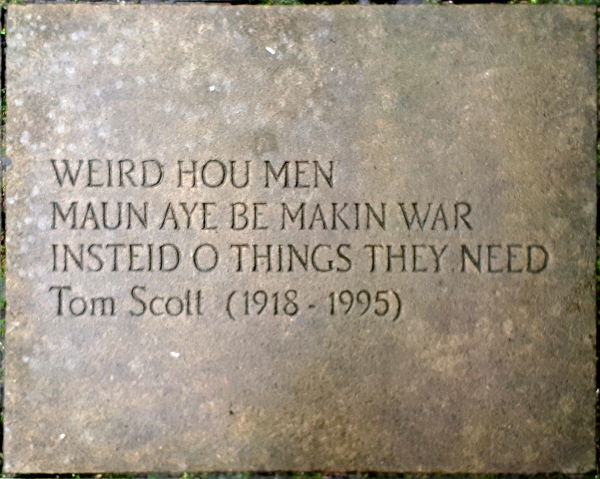 WEIRD HOU MEN
MAUN AYE BE MAKIN WAR
INSTEID O THINGS THEY NEED
Tom Scott (1918 - 1995)